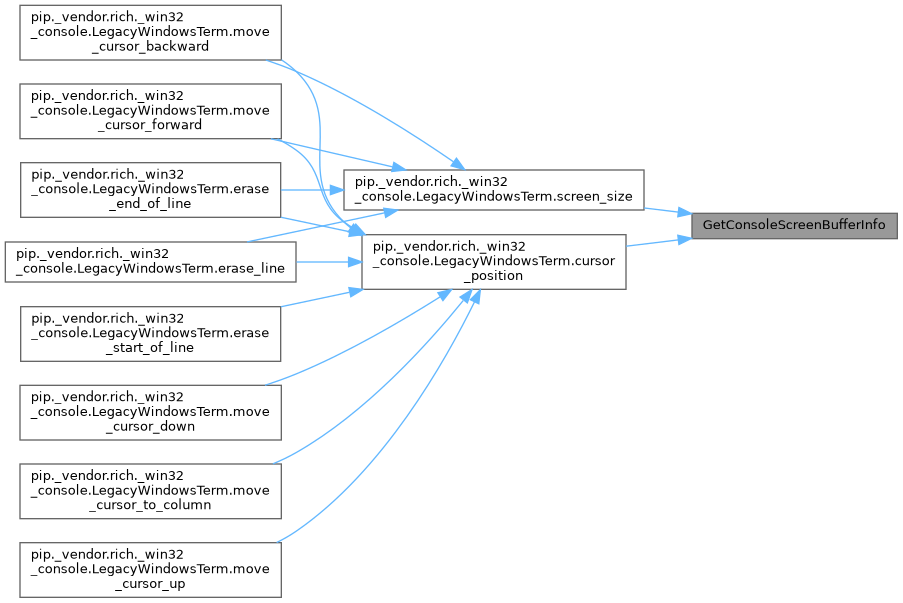 pip._vendor.rich._win32
_console.LegacyWindowsTerm.move
_cursor_backward
pip._vendor.rich._win32
_console.LegacyWindowsTerm.move
_cursor_forward
pip._vendor.rich._win32
_console.LegacyWindowsTerm.erase
_end_of_line
pip._vendor.rich._win32
_console.LegacyWindowsTerm.erase_line
pip._vendor.rich._win32
_console.LegacyWindowsTerm.erase
_start_of_line
pip._vendor.rich._win32
_console.LegacyWindowsTerm.move
_cursor_down
pip._vendor.rich._win32
_console.LegacyWindowsTerm.move
_cursor_to_column
pip._vendor.rich._win32
_console.LegacyWindowsTerm.move
_cursor_up
pip._vendor.rich._win32
_console.LegacyWindowsTerm.screen_size
pip._vendor.rich._win32
_console.LegacyWindowsTerm.cursor
_position
GetConsoleScreenBufferInfo